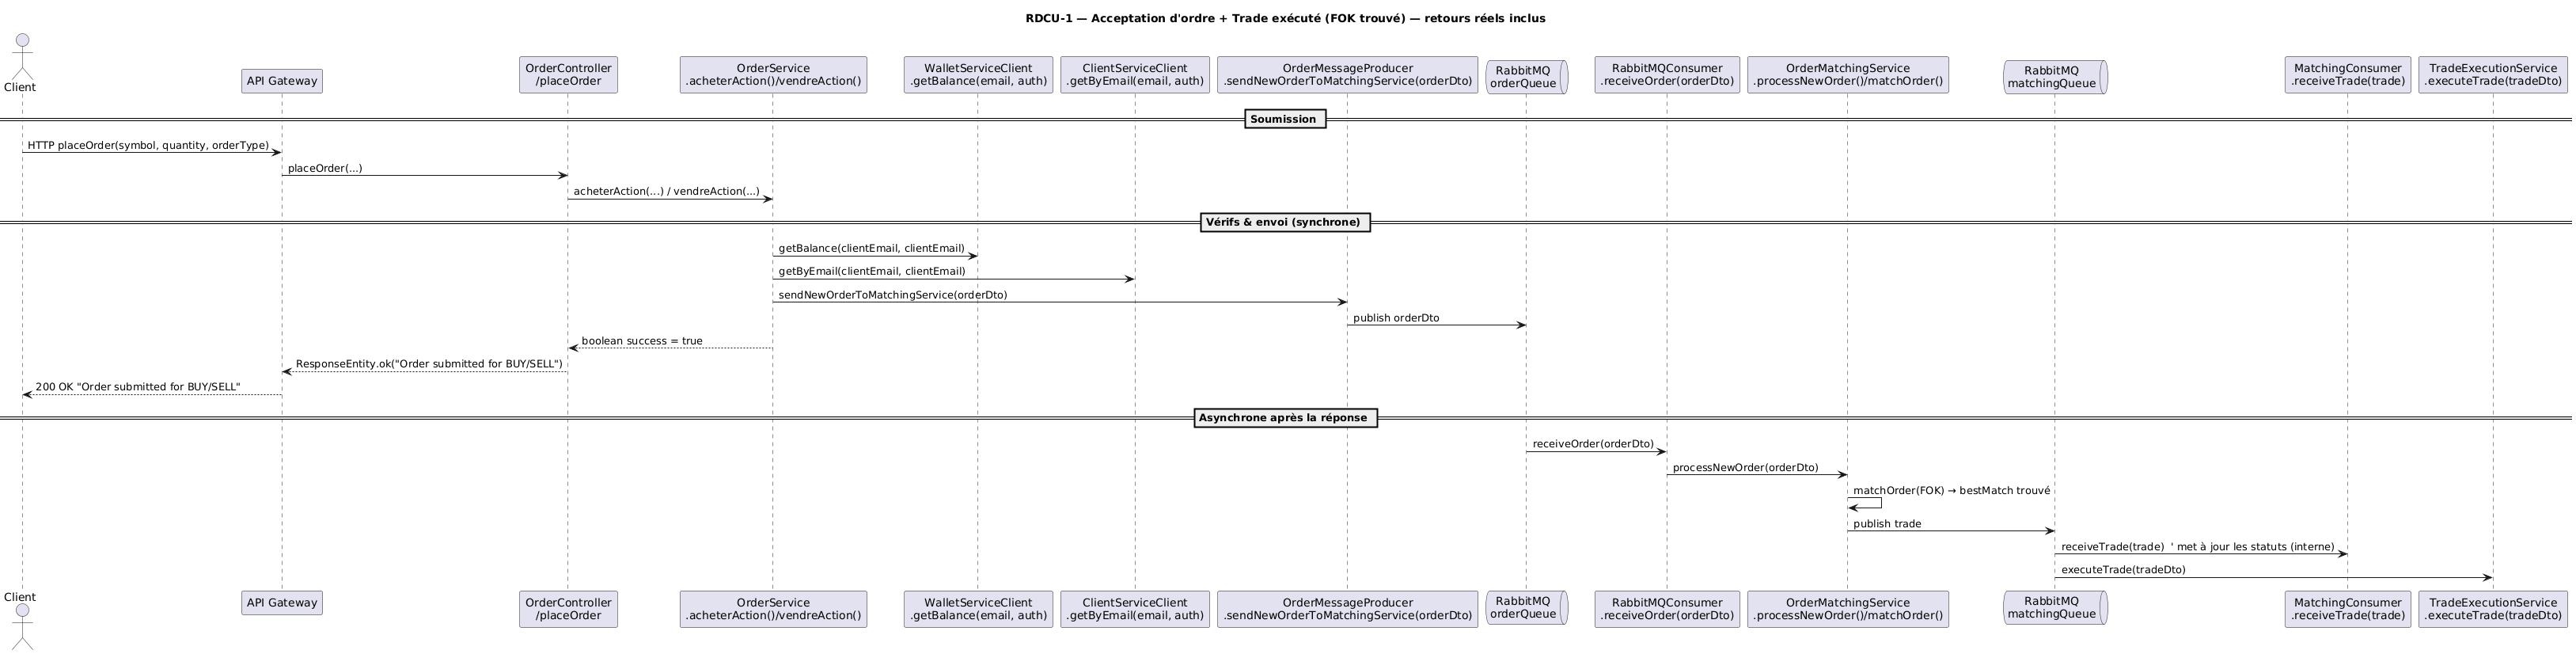 RDCU-1 — Acceptation d'ordre + Trade exécuté (FOK trouvé) — retours réels inclus
Client
API Gateway
OrderController
/placeOrder
OrderService
.acheterAction()/vendreAction()
WalletServiceClient
.getBalance(email, auth)
ClientServiceClient
.getByEmail(email, auth)
OrderMessageProducer
.sendNewOrderToMatchingService(orderDto)
RabbitMQ
orderQueue
RabbitMQConsumer
.receiveOrder(orderDto)
OrderMatchingService
.processNewOrder()/matchOrder()
RabbitMQ
matchingQueue
MatchingConsumer
.receiveTrade(trade)
TradeExecutionService
.executeTrade(tradeDto)
Soumission
HTTP placeOrder(symbol, quantity, orderType)
placeOrder(...)
acheterAction(...) / vendreAction(...)
Vérifs & envoi (synchrone)
getBalance(clientEmail, clientEmail)
getByEmail(clientEmail, clientEmail)
sendNewOrderToMatchingService(orderDto)
publish orderDto
boolean success = true
ResponseEntity.ok("Order submitted for BUY/SELL")
200 OK "Order submitted for BUY/SELL"
Asynchrone après la réponse
receiveOrder(orderDto)
processNewOrder(orderDto)
matchOrder(FOK) → bestMatch trouvé
publish trade
receiveTrade(trade)  ' met à jour les statuts (interne)
executeTrade(tradeDto)
Client
API Gateway
OrderController
/placeOrder
OrderService
.acheterAction()/vendreAction()
WalletServiceClient
.getBalance(email, auth)
ClientServiceClient
.getByEmail(email, auth)
OrderMessageProducer
.sendNewOrderToMatchingService(orderDto)
RabbitMQ
orderQueue
RabbitMQConsumer
.receiveOrder(orderDto)
OrderMatchingService
.processNewOrder()/matchOrder()
RabbitMQ
matchingQueue
MatchingConsumer
.receiveTrade(trade)
TradeExecutionService
.executeTrade(tradeDto)